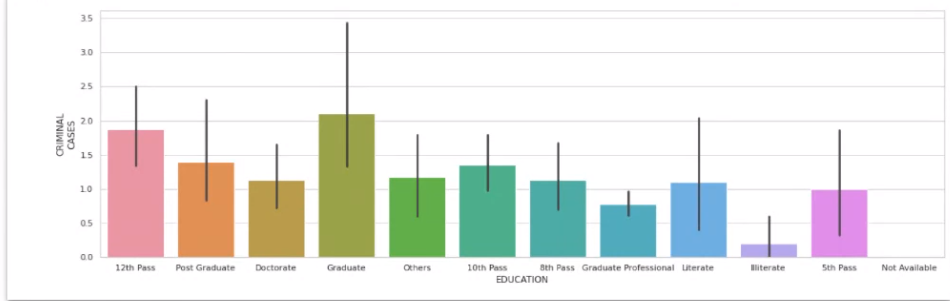 3.5
3.0
2.5
2.0
1.5
1.0
0.5
0.0
CRIMINAL
CASES
12th Pass Post Graduate Doctorate Graduate Others 10th Pass 8th Pass Graduate Professional Literate Illiterate 5th Pass Not Available
EDUCATION